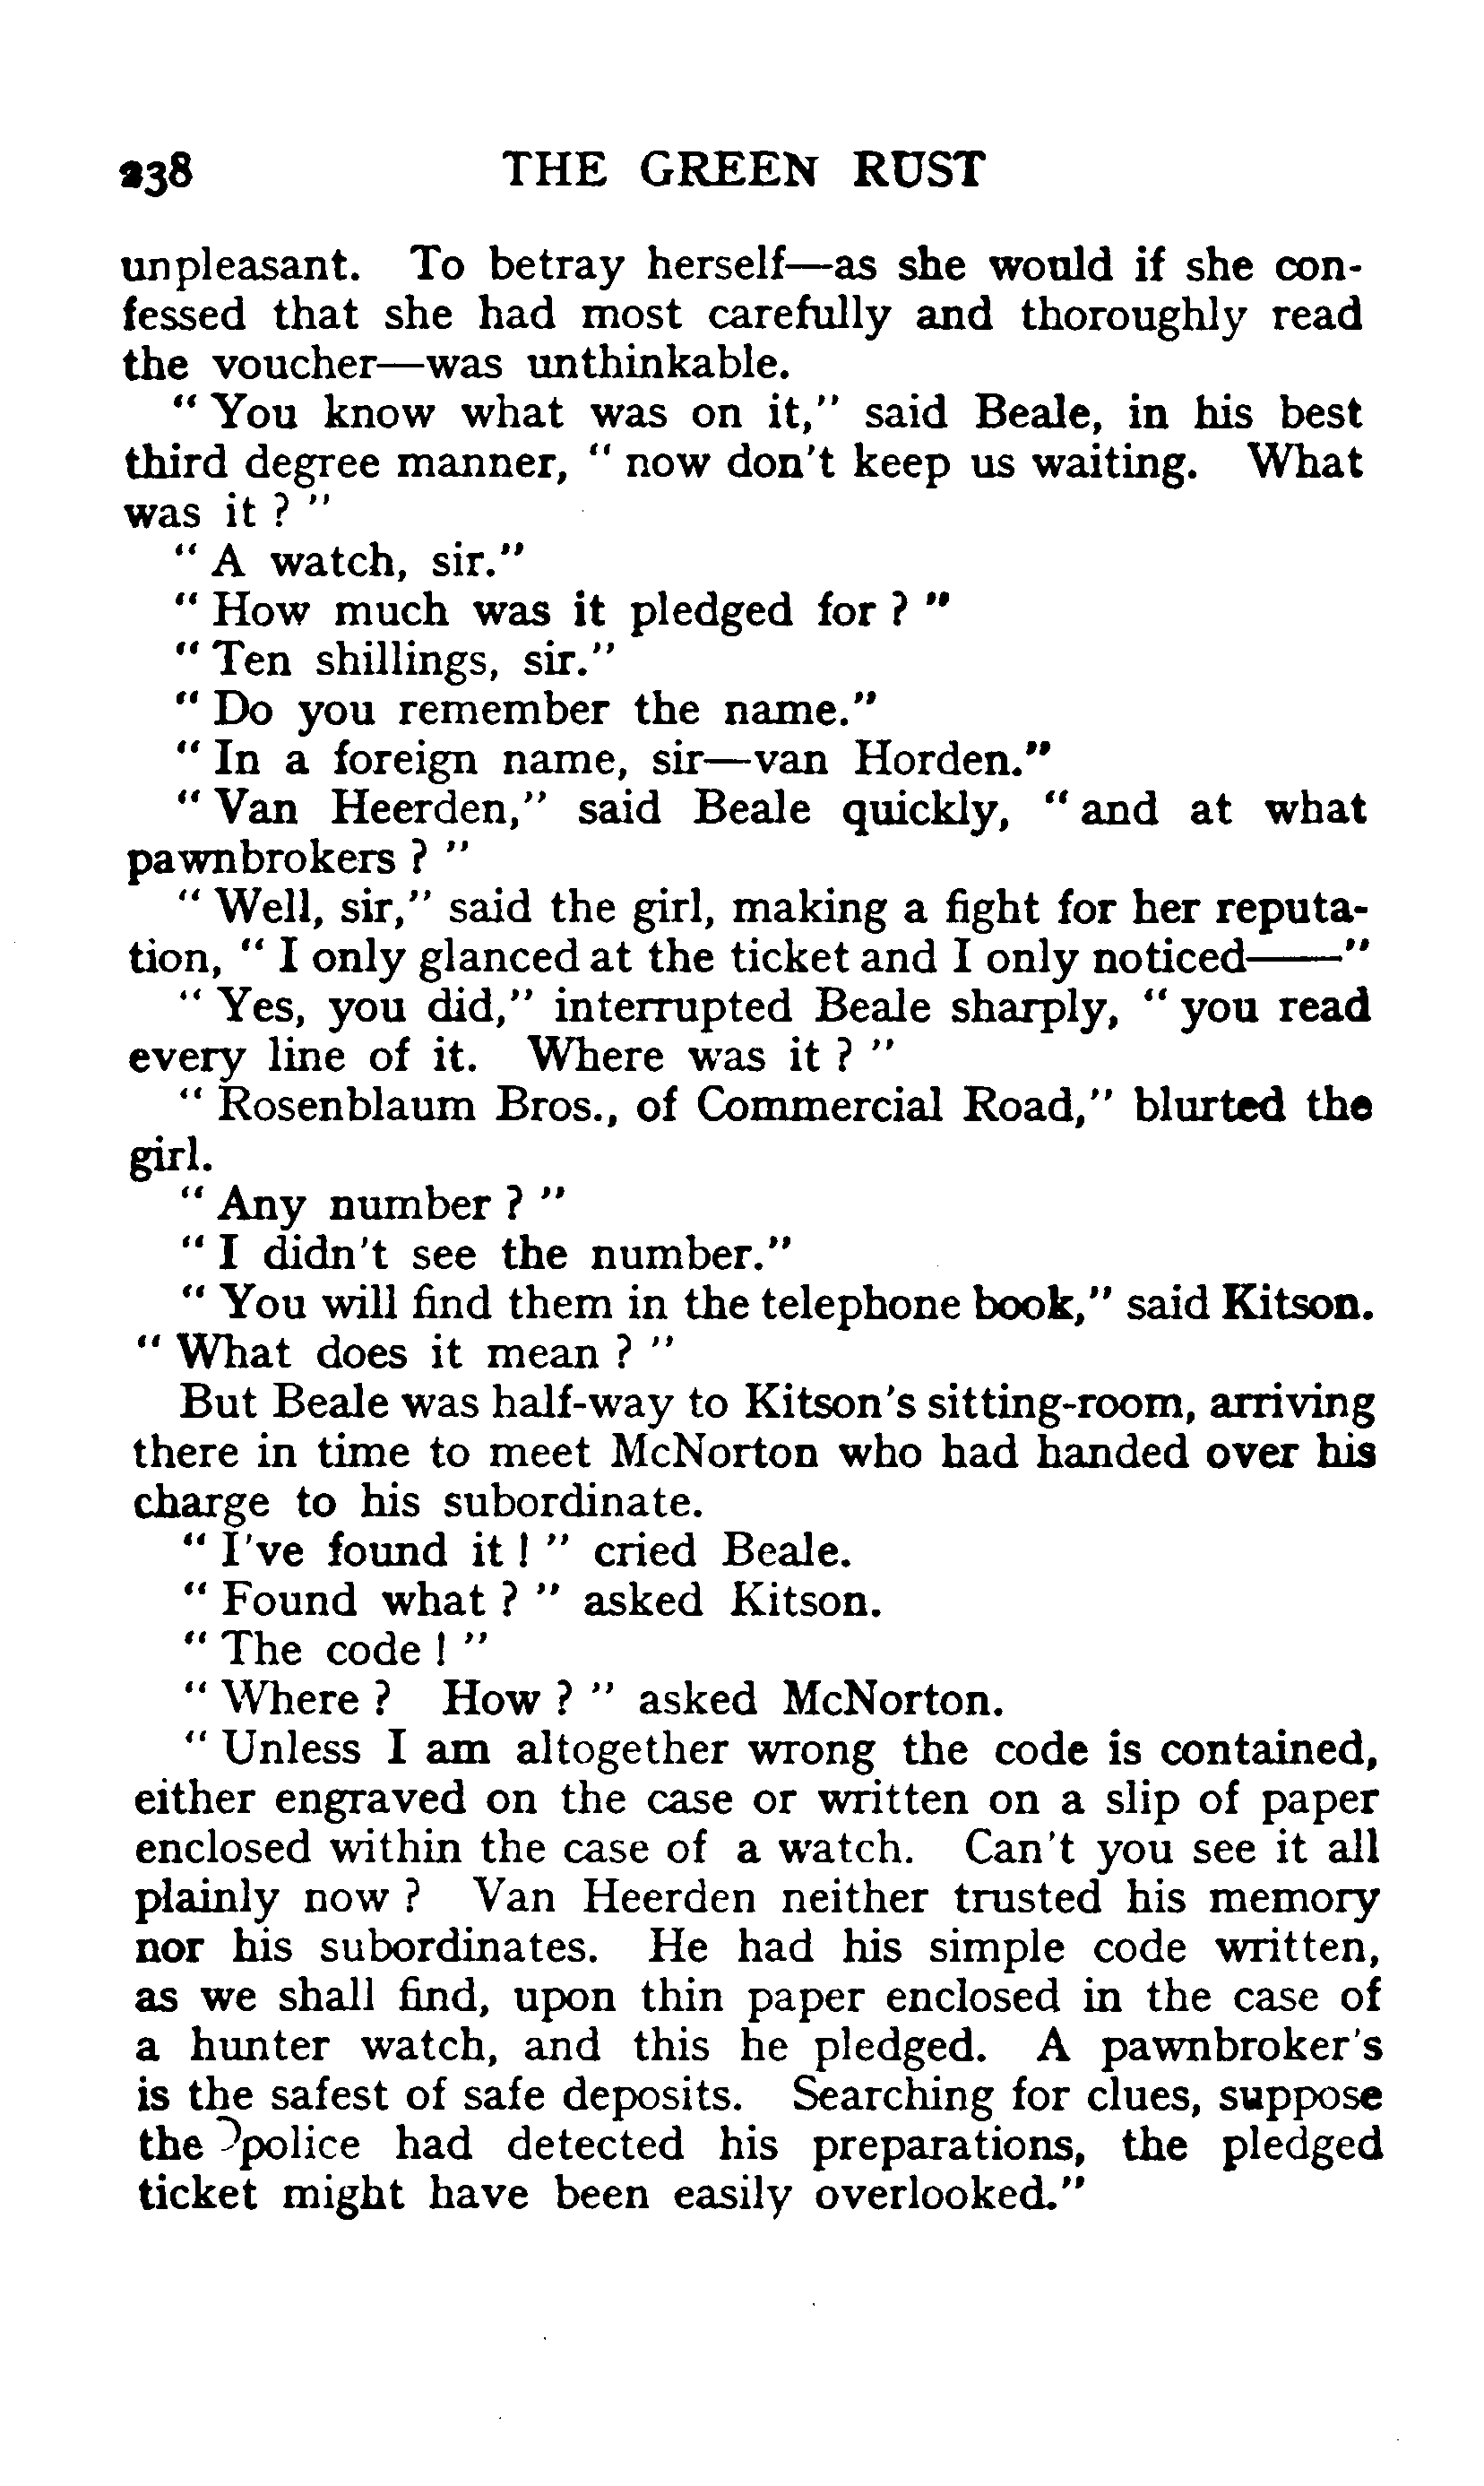 238 THE GREEN RUST
unpleasant. To betray herself—as she would if she con-
fessed that she had most carefully and thoroughly read
the voucher—was unthinkable.
" You know what was on it," said Beale, in his best
third degree manner, " now don't keep us waiting. What
was it ? "
" A watch, sir."
" How much was it pledged for ? "
" Ten shillings, sir."
" Do you remember the name."
" In a foreign name, sir—van Horden."
" Van Heerden," said Beale quickly, " and at what
pawnbrokers ? "
" Well, sir," said the girl, making a fight for her reputa-
tion, " I only glanced at the ticket and I only noticed——"
" Yes, you did," interrupted Beale sharply, " you read
every line of it. Where was it ? "
" Rosenblaum Bros., of Commercial Road," blurted the
girl.
" Any number ? "
" I didn't see the number."
" You will find them in the telephone book," said Kitson.
" What does it mean ? "
But Beale was half-way to Kitson's sitting-room, arriving
there in time to meet McNorton who had handed over his
charge to his subordinate.
" I've found it ! " cried Beale.
" Found what ? " asked Kitson.
" The code ! "
" Where ? How ? " asked McNorton.
" Unless I am altogether wrong the code is contained,
either engraved on the case or written on a slip of paper
enclosed within the case of a watch. Can't you see it all
plainly now ? Van Heerden neither trusted his memory
nor his subordinates. He had his simple code written,
as we shall find, upon thin paper enclosed in the case of
a hunter watch, and this he pledged. A pawnbroker's
is the safest of safe deposits. Searching for clues, suppose
the police had detected his preparations, the pledged
ticket might have been easily overlooked."